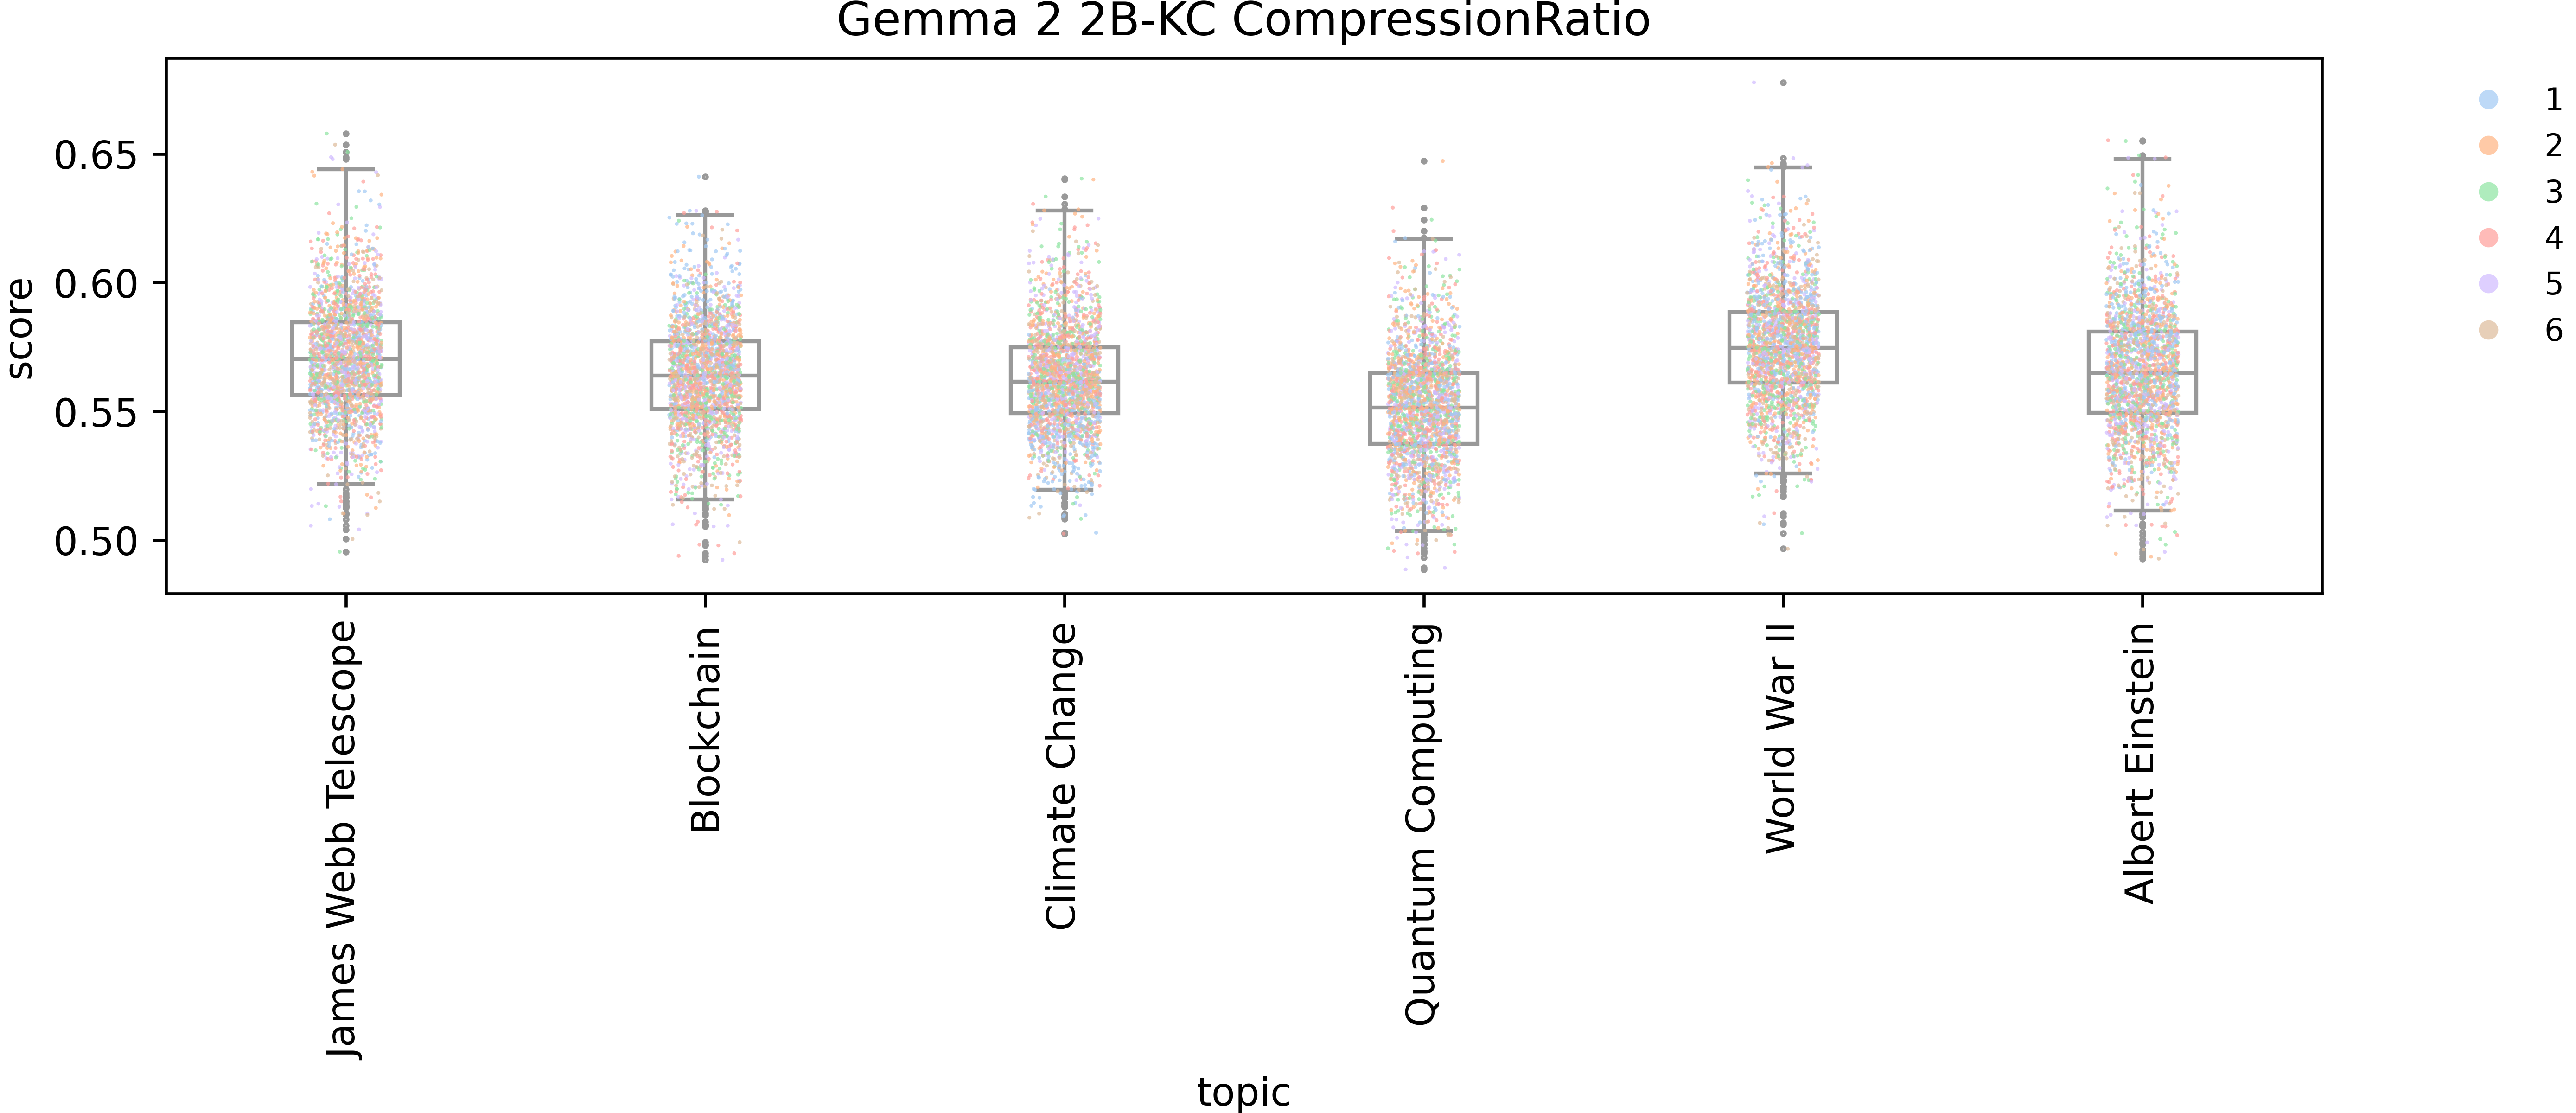 Gemma 2 2B-KC CompressionRatio
score
0.65
0.60
0.55
0.50
1
2
3
4
5
6
James Webb Telescope
Blockchain
Climate Change
Quantum Computing
World War II
Albert Einstein
topic